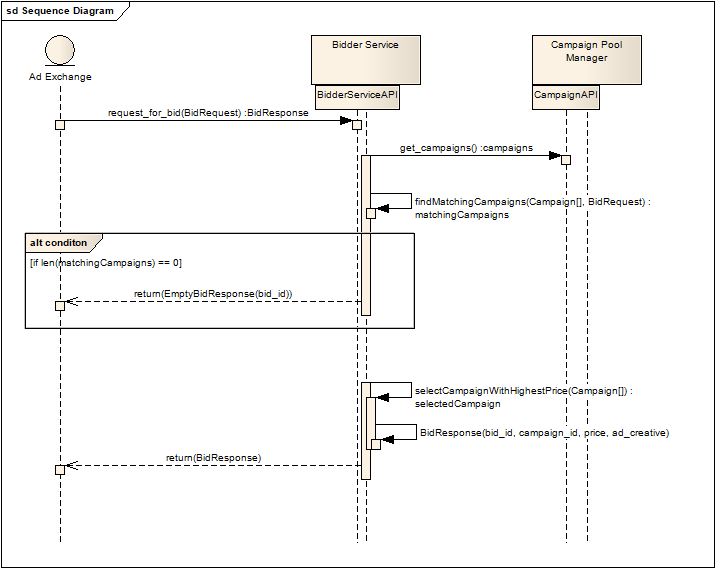 sd Sequence Diagram
Ad Exchange
Bidder Service
BidderServiceAPI
Campaign Pool
Manager
CampaignAPI
request_for_bid(BidRequest) :BidResponse
get_campaigns() :campaigns
findMatchingCampaigns(Campaign[], BidRequest) :
matchingCampaigns
alt conditon
[if len(matchingCampaigns) == 0]
return(EmptyBidResponse(bid_id))
selectCampaignWithHighestPrice(Campaign[]) :
selectedCampaign
BidResponse(bid_id, campaign_id, price, ad_creative)
return(BidResponse)